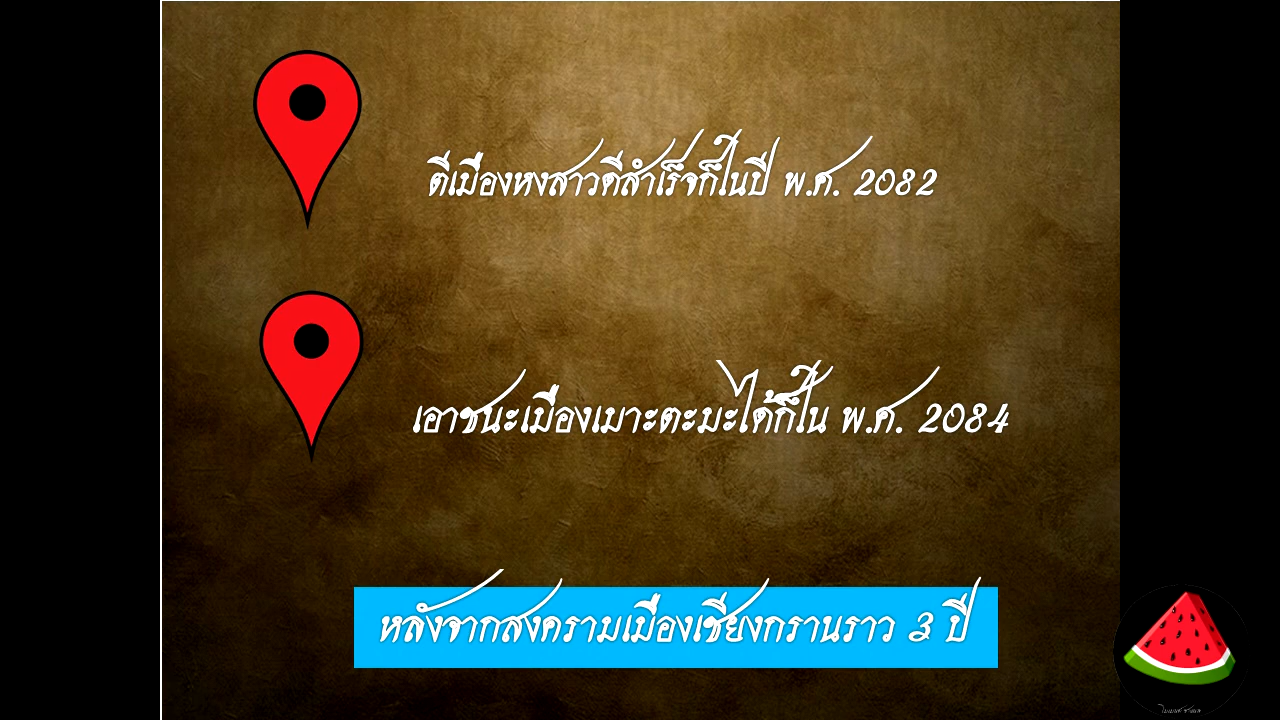 ตีเมืองหงสาวดีสำเร็จก็ในปี พ.ศ. 2082
เอาชนะเมืองเมาะตะมะได้ก็ใน พ.ศ. 2084
หลังจากสงครามเมืองเชียงกรานราว 3 ปี